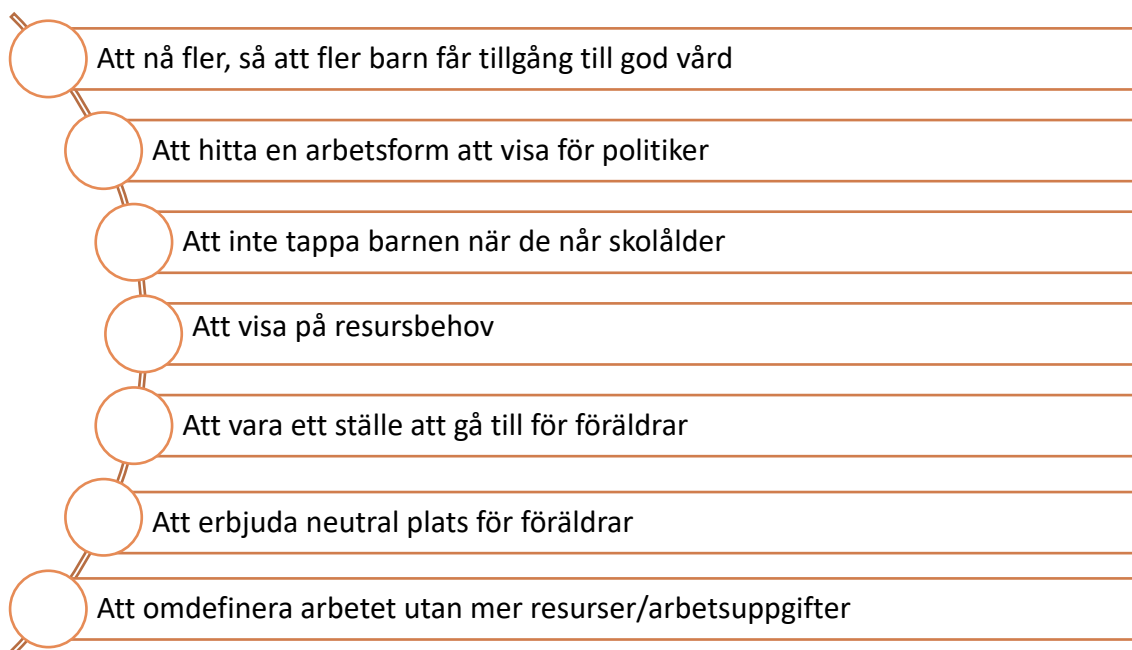 Att nå fler, så att fler barn får tillgång till god vård
Att hitta en arbetsform att visa för politiker
Att inte tappa barnen när de når skolålder
Att visa på resursbehov
Att vara ett ställe att gå till för föräldrar
Att erbjuda neutral plats för föräldrar
Att omdefinera arbetet utan mer resurser/arbetsuppgifter